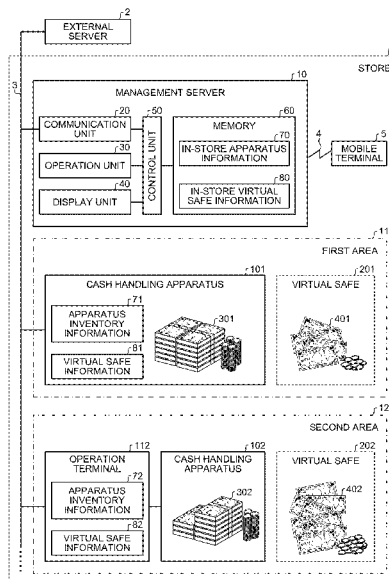 2
EXTERNAL SERVER
3
1
STORE
10
MANAGEMENT SERVER
20
COMMUNICATION UNIT
30
OPERATION UNIT
40
DISPLAY UNIT
50
CONTROL UNIT
60
MEMORY
70
IN-STORE APPARATUS INFORMATION
80
IN-STORE VIRTUAL SAFE INFORMATION
4
5
MOBILE TERMINAL
11
FIRST AREA
101
CASH HANDLING APPARATUS
71
APPARATUS INVENTORY INFORMATION
81
VIRTUAL SAFE INFORMATION
301
201
VIRTUAL SAFE
401
12
SECOND AREA
112
OPERATION TERMINAL
72
APPARATUS INVENTORY INFORMATION
82
VIRTUAL SAFE INFORMATION
102
CASH HANDLING APPARATUS
302
202
VIRTUAL SAFE
402